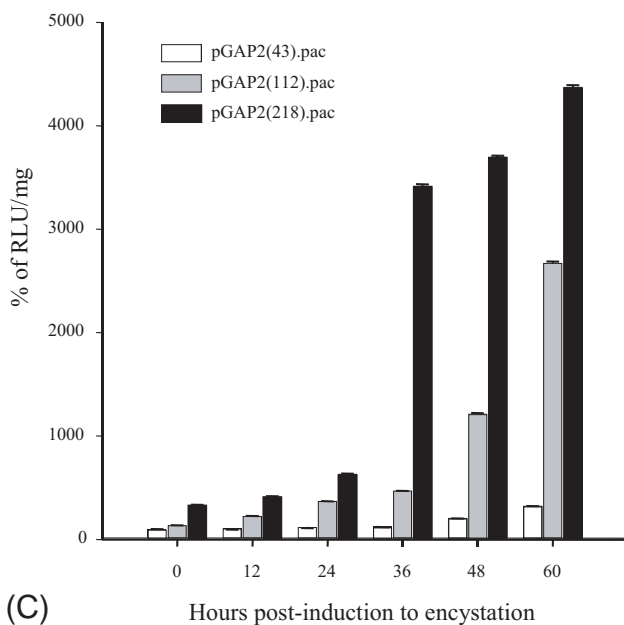 5000
4000
3000
2000
1000
0
% of RLU/mg
pGAP2(43).pac
pGAP2(112).pac
pGAP2(218).pac
0 12 24 36 48 60
(C) Hours post-induction to encystation